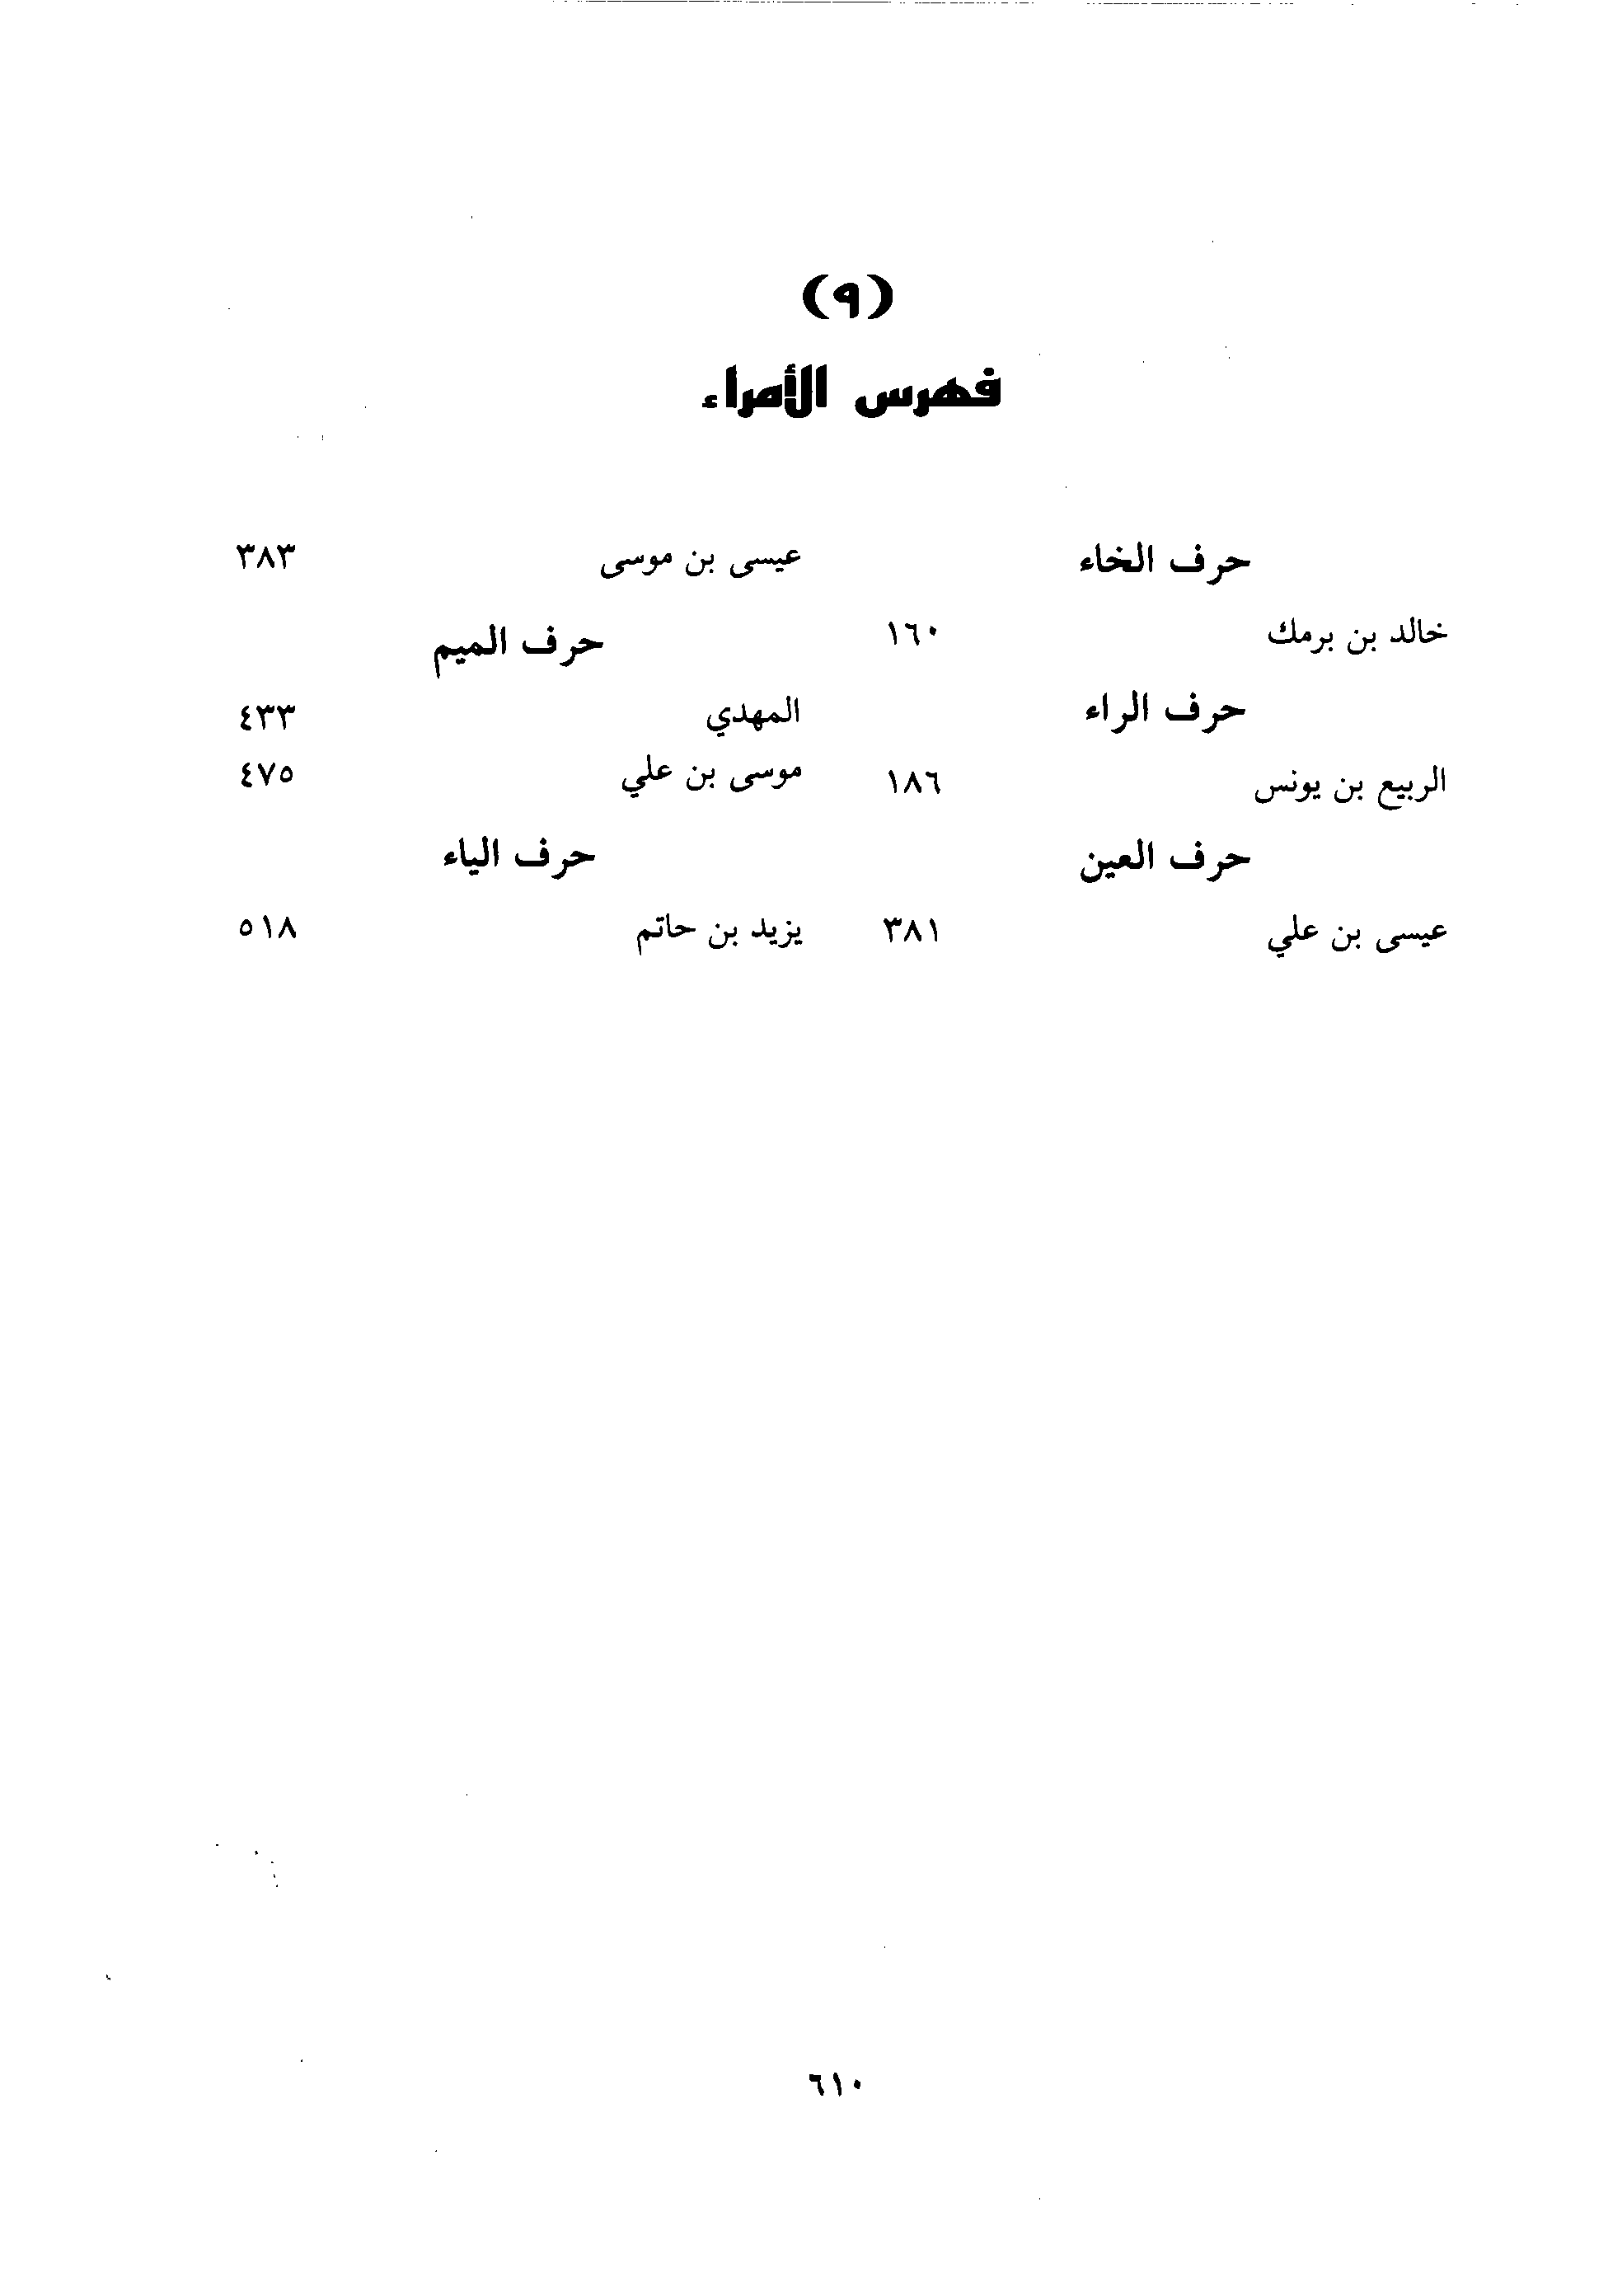 (٩)
فهرس الأمراء
حرف الخاء
خالد بن برمك ١٦٠
حرف الراء
الربيع بن يونس ١٨٦
حرف العين
عيسى بن علي ٣٨١
عيسى بن موسى ٣٨٣
حرف الميم
المهدي ٤٣٣
موسى بن علي ٤٧٥
حرف الياء
يزيد بن حاتم ٥١٨
٦١٠